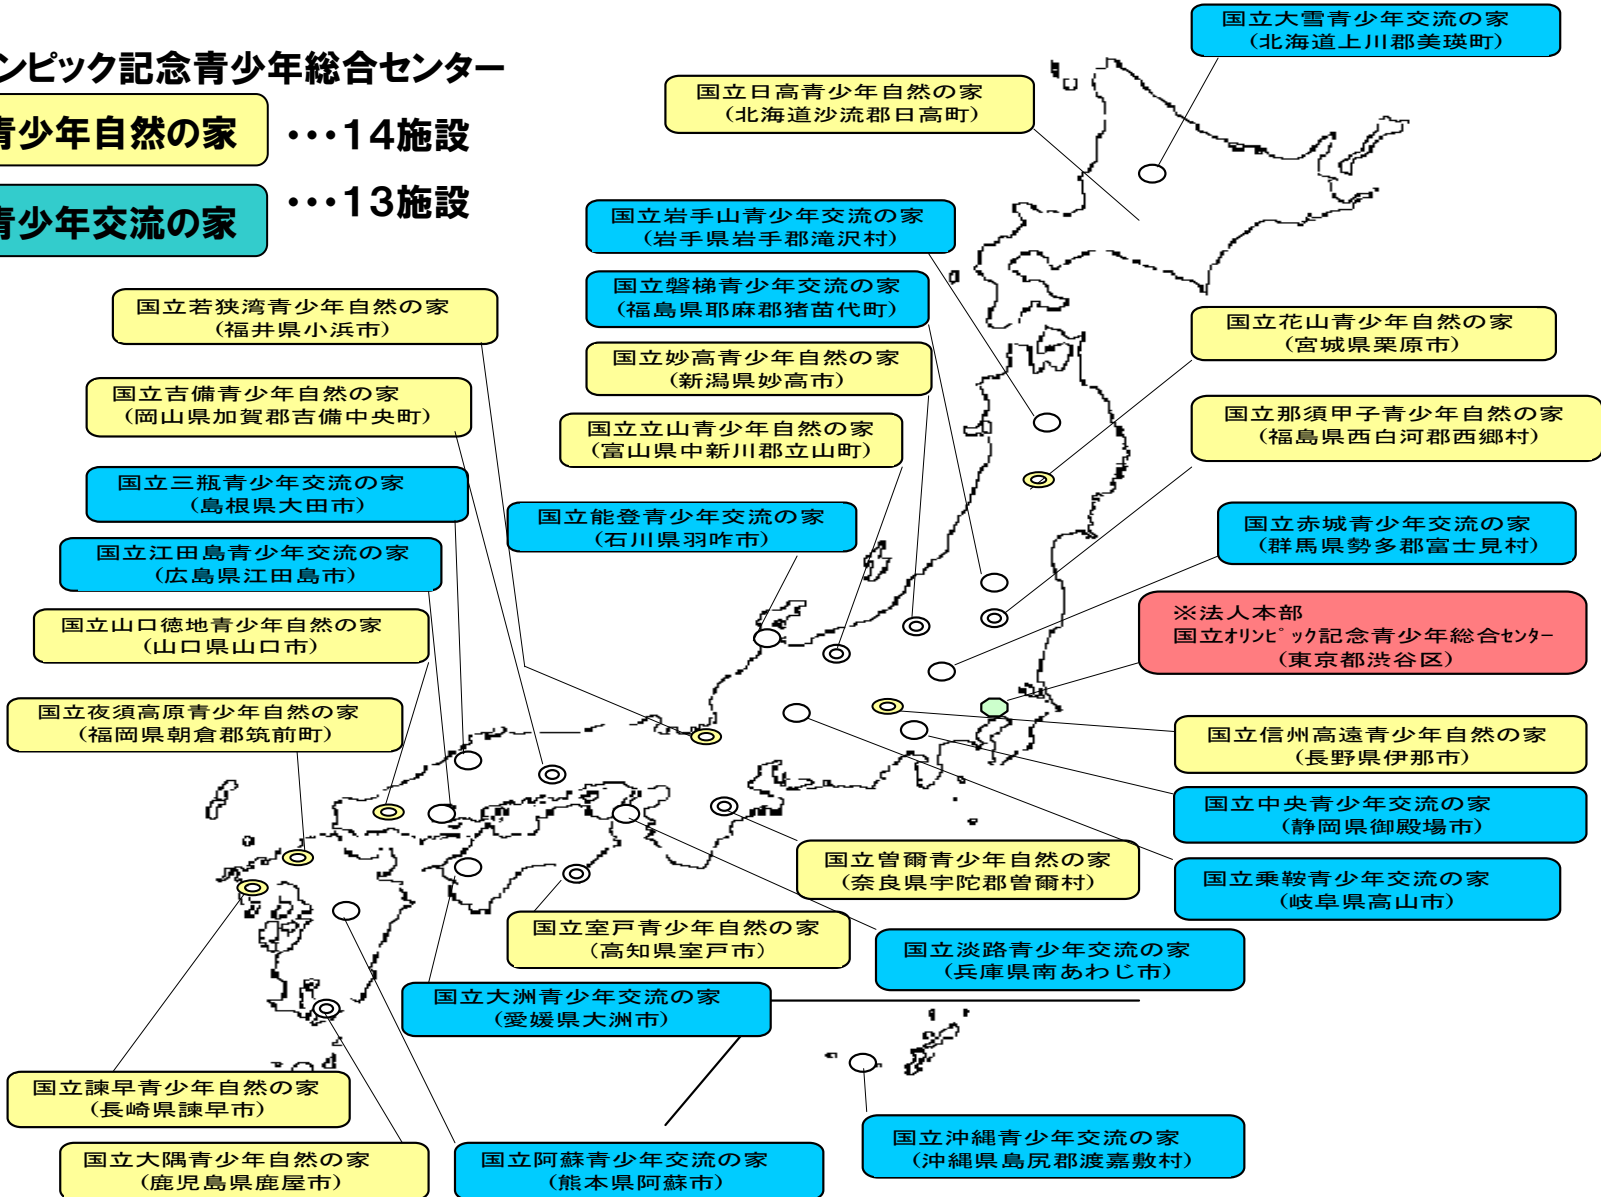 ンピック記念青少年総合センター
青少年自然の家
・・・14施設
青少年交流の家
・・・13施設
国立大雪青少年交流の家
(北海道上川郡美瑛町)
国立日高青少年自然の家
(北海道沙流郡日高町)
国立岩手山青少年交流の家
(岩手県岩手郡滝沢村)
国立磐梯青少年交流の家
(福島県耶麻郡猪苗代町)
国立若狭湾青少年自然の家
(福井県小浜市)
国立花山青少年自然の家
(宮城県栗原市)
国立妙高青少年自然の家
(新潟県妙高市)
国立吉備青少年自然の家
(岡山県加賀郡吉備中央町)
国立那須甲子青少年自然の家
(福島県西白河郡西郷村)
国立立山青少年自然の家
(富山県中新川郡立山町)
国立三瓶青少年交流の家
(島根県大田市)
国立能登青少年交流の家
(石川県羽咋市)
国立赤城青少年交流の家
(群馬県勢多郡富士見村)
国立江田島青少年交流の家
(広島県江田島市)
※法人本部
国立ｵﾘﾝﾋﾟｯｸ記念青少年総合ｾﾝﾀｰ
(東京都渋谷区)
国立山口徳地青少年自然の家
(山口県山口市)
国立夜須高原青少年自然の家
(福岡県朝倉郡筑前町)
国立信州高遠青少年自然の家
(長野県伊那市)
国立中央青少年交流の家
(静岡県御殿場市)
国立曽爾青少年自然の家
(奈良県宇陀郡曽爾村)
国立乗鞍青少年交流の家
(岐阜県高山市)
国立室戸青少年自然の家
(高知県室戸市)
国立淡路青少年交流の家
(兵庫県南あわじ市)
国立大洲青少年交流の家
(愛媛県大洲市)
国立諫早青少年自然の家
(長崎県諫早市)
国立沖縄青少年交流の家
(沖縄県島尻郡渡嘉敷村)
国立大隅青少年自然の家
(鹿児島県鹿屋市)
国立阿蘇青少年交流の家
(熊本県阿蘇市)